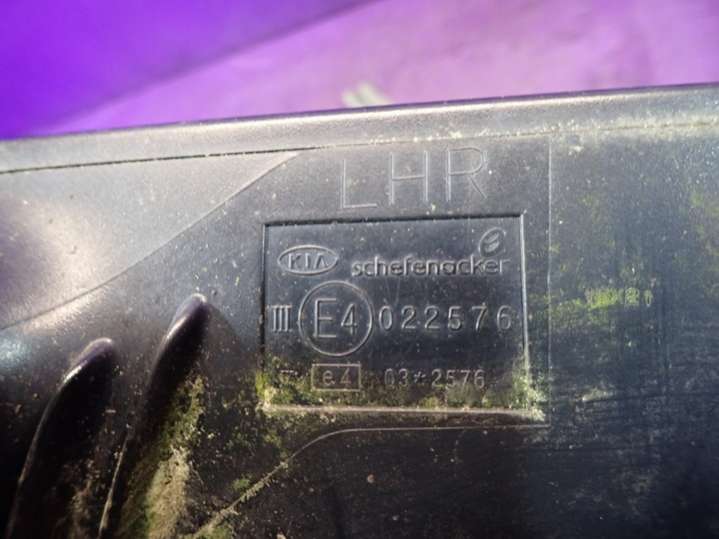 LHR
KIA schefenacker
III E4 022576
e4 03*2576